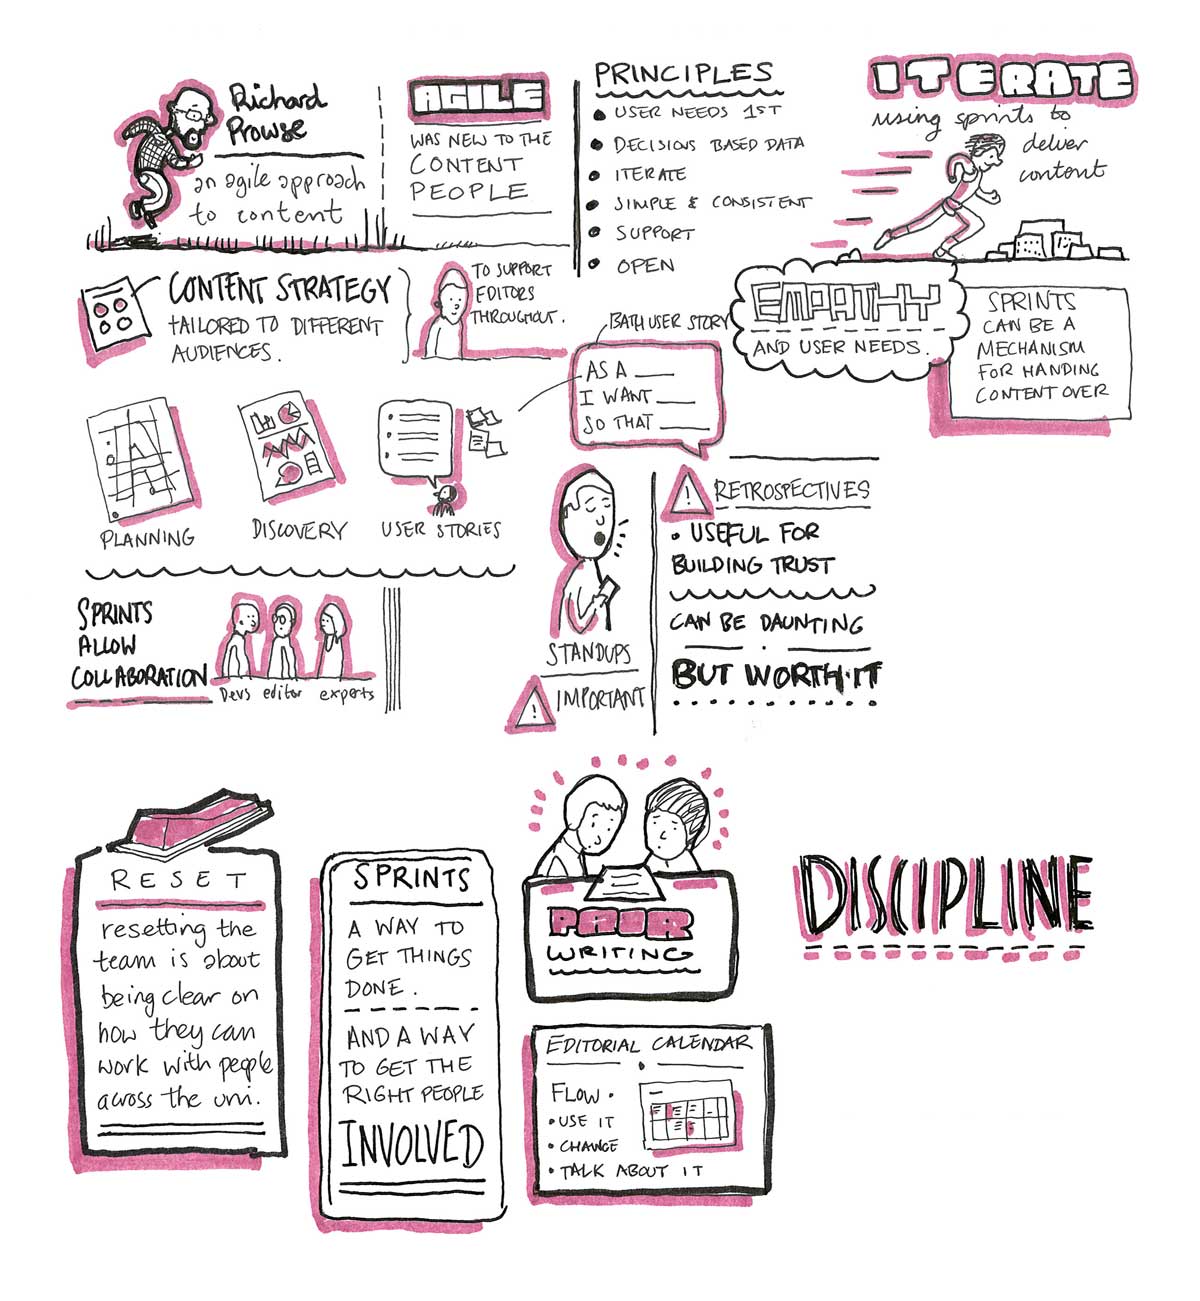 Richard
Prowse
an agile approach
to content
AGILE
WAS NEW TO THE
CONTENT
PEOPLE
PRINCIPLES
• USER NEEDS 1ST
• DECISIONS BASED DATA
• ITERATE
• SIMPLE & CONSISTENT
• SUPPORT
• OPEN
ITERATE
using sprints to
deliver
content
CONTENT STRATEGY
TAILORED TO DIFFERENT
AUDIENCES.
TO SUPPORT
EDITORS
THROUGHOUT.
BATH USER STORY
AS A ____
I WANT ____
SO THAT ____
EMPATHY
AND USER NEEDS.
SPRINTS
CAN BE A
MECHANISM
FOR HANDING
CONTENT OVER
PLANNING
DISCOVERY
USER STORIES
SPRINTS
ALLOW
COLLABORATION
Devs editor experts
STANDUPS
! IMPORTANT
! RETROSPECTIVES
• USEFUL FOR
BUILDING TRUST
CAN BE DAUNTING
BUT WORTH IT
RESET
resetting the
team is about
being clear on
how they can
work with people
across the uni.
SPRINTS
A WAY TO
GET THINGS
DONE.
AND A WAY
TO GET THE
RIGHT PEOPLE
INVOLVED
PAIR
WRITING
EDITORIAL CALENDAR
FLOW •
• USE IT
• CHANGE
• TALK ABOUT IT
DISCIPLINE